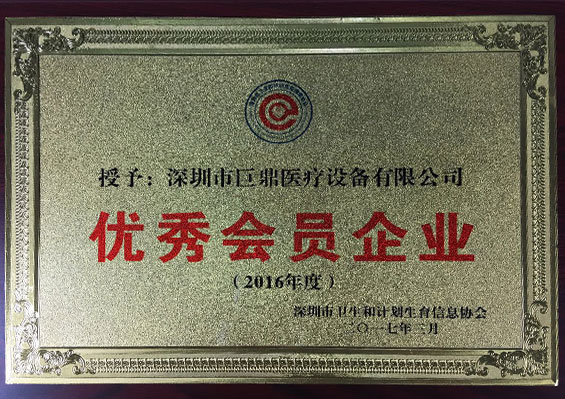 授予：深圳市巨鼎医疗设备有限公司
优秀会员企业
（2016年度）
深圳市卫生和计划生育信息协会
二〇一七年三月